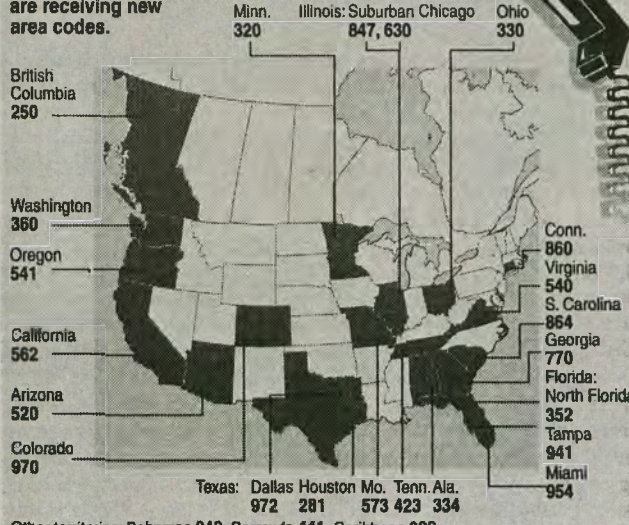 are receiving new
area codes.
Minn.
320
Illinois: Suburban Chicago
847, 630
Ohio
330
British
Columbia
250
Washington
360
Oregon
541
California
562
Arizona
520
Colorado
970
Conn.
860
Virginia
540
S. Carolina
864
Georgia
770
Florida:
North Florida
352
Tampa
941
Miami
954
Texas: Dallas Houston Mo. Tenn. Ala.
972 281 573 423 334